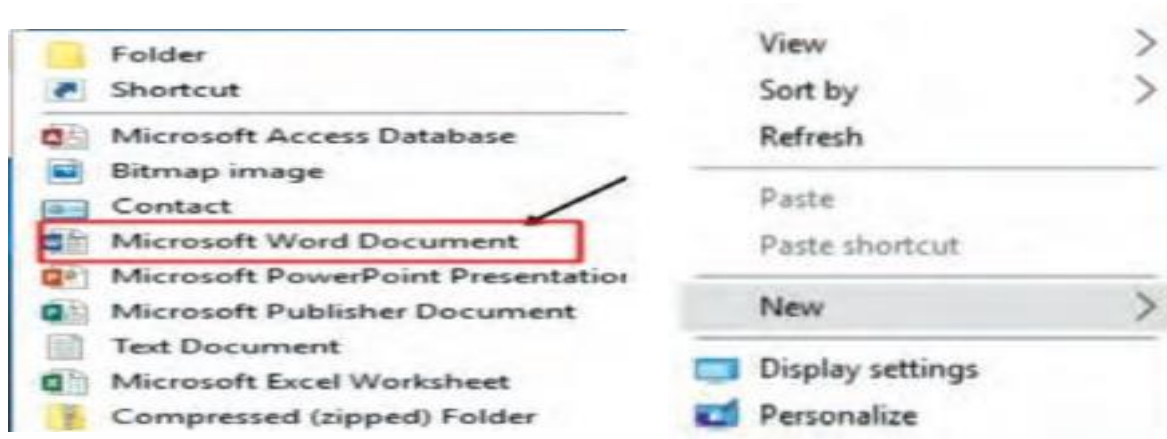 Folder
Shortcut
Microsoft Access Database
Bitmap image
Contact
Microsoft Word Document
Microsoft PowerPoint Presentation
Microsoft Publisher Document
Text Document
Microsoft Excel Worksheet
Compressed (zipped) Folder
View
Sort by
Refresh
Paste
Paste shortcut
New
Display settings
Personalize